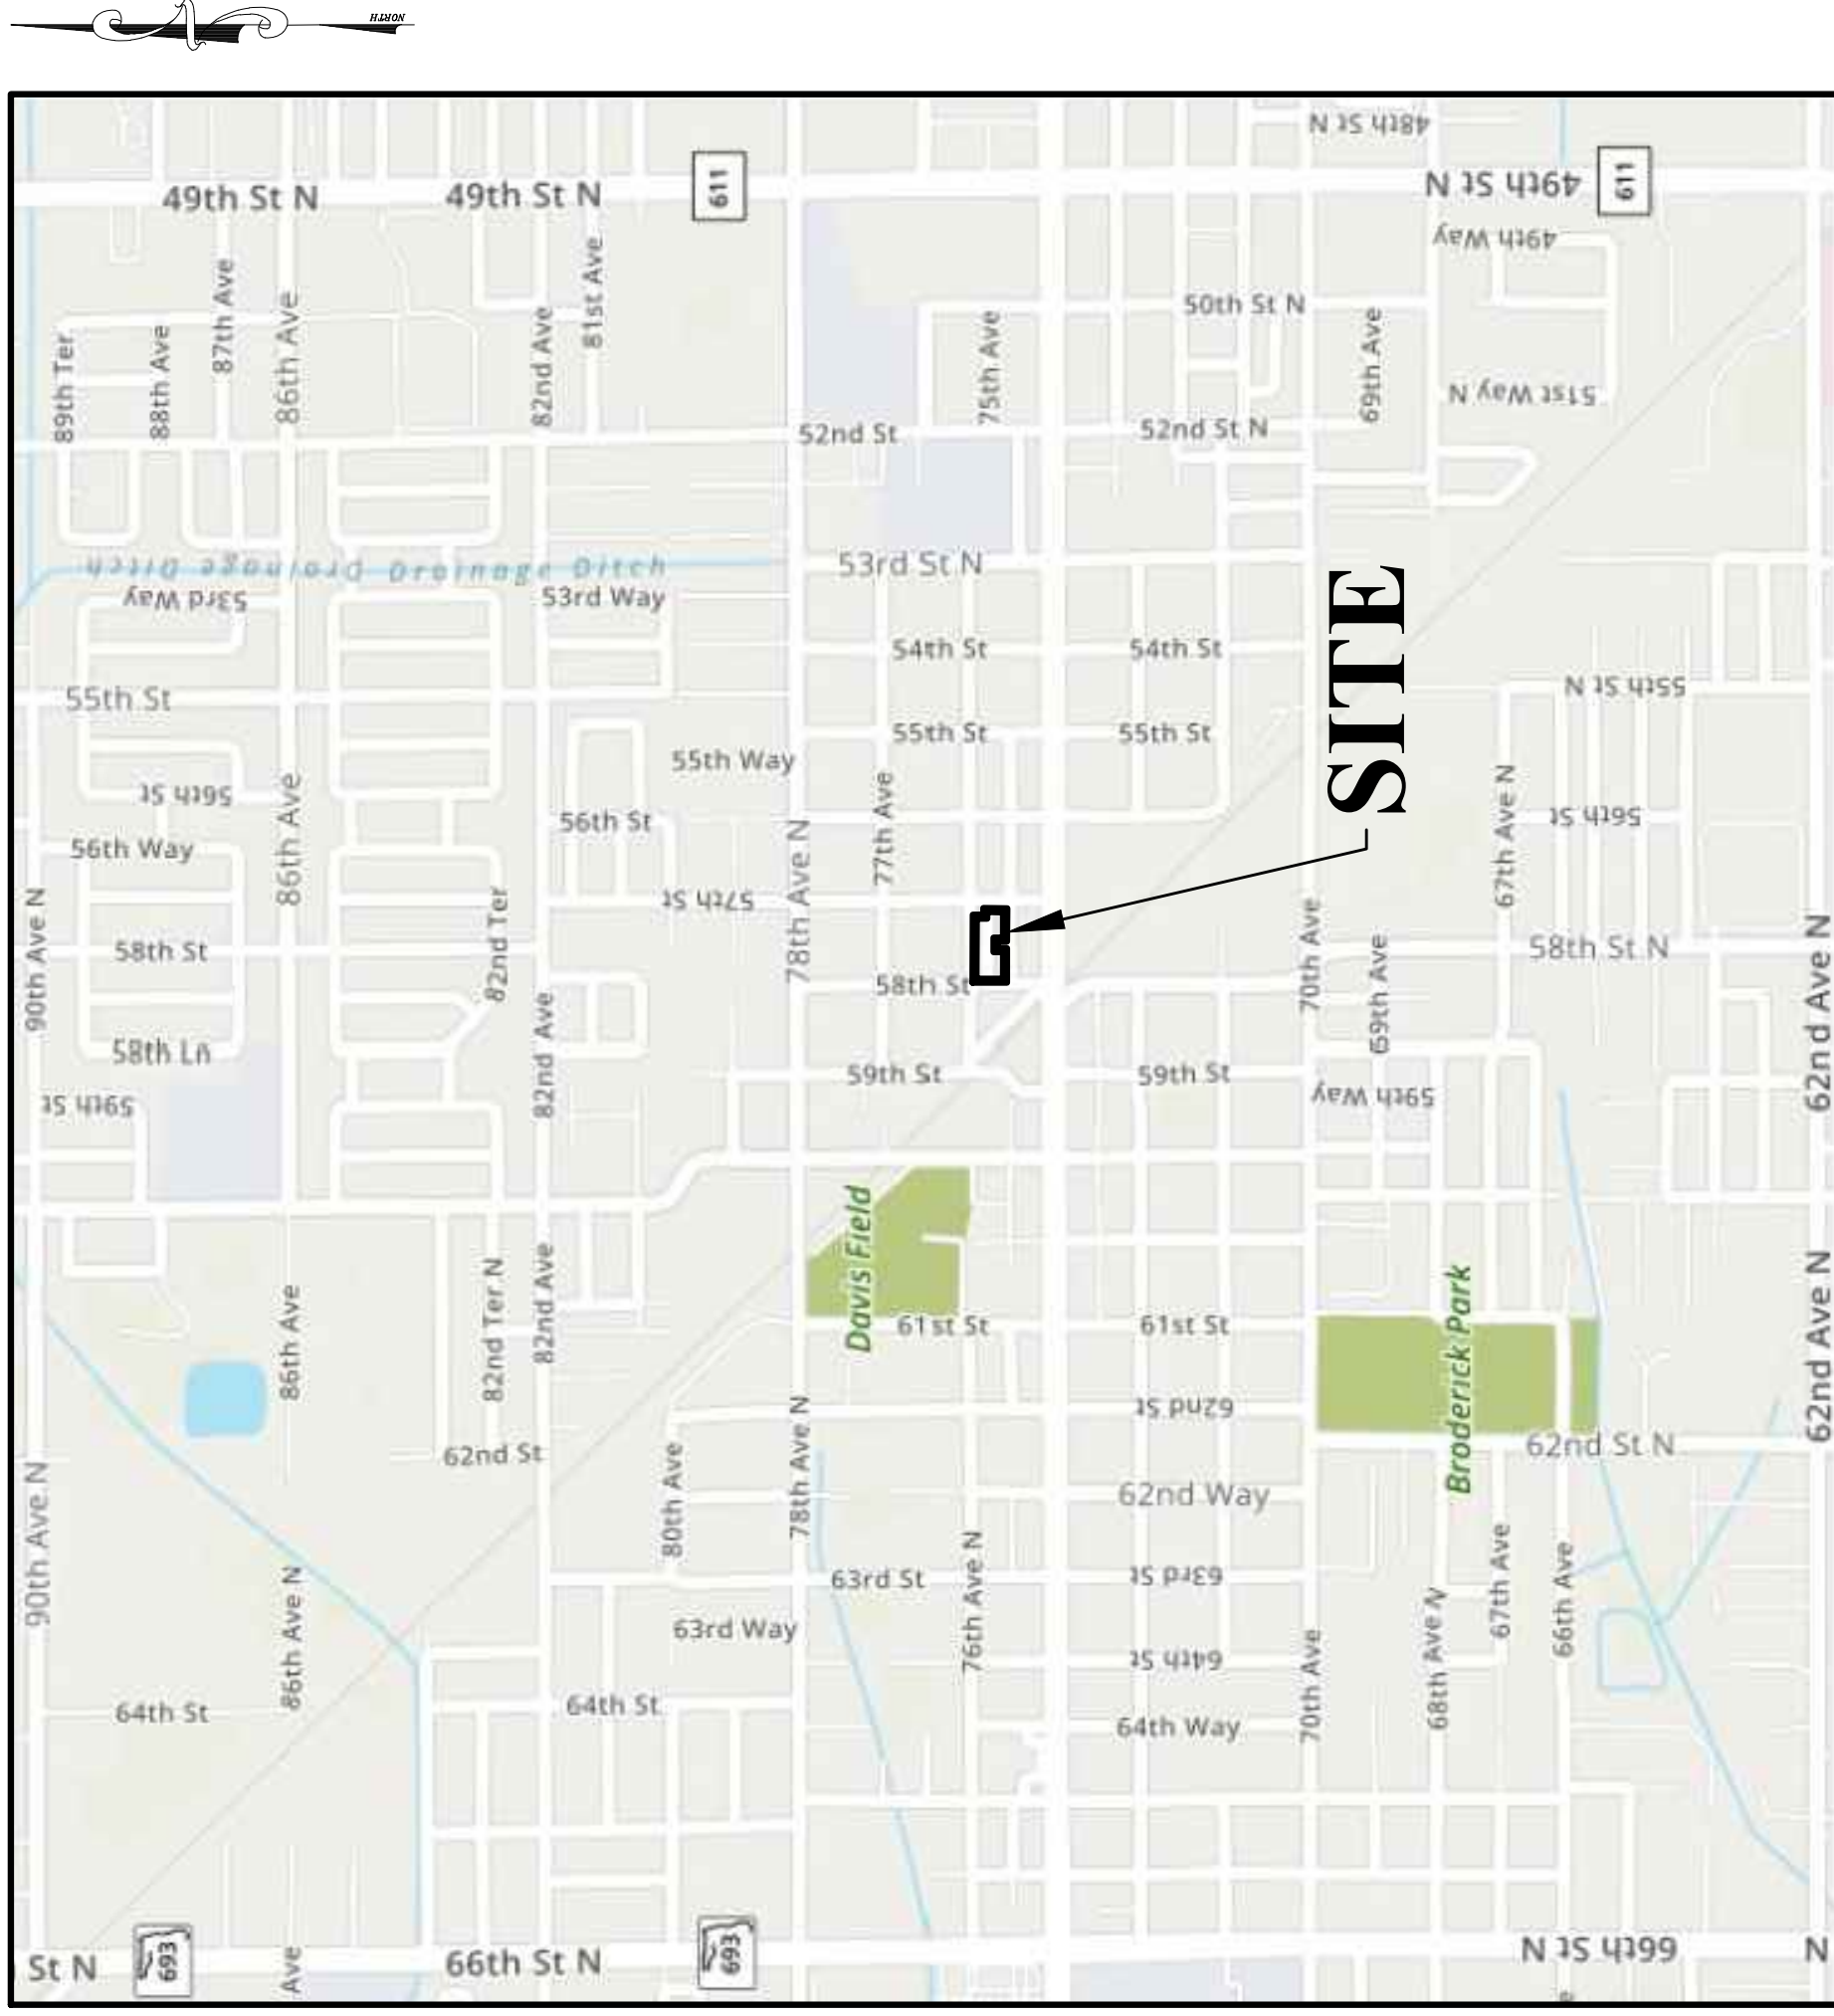 NORTH
48th St N
49th St N
49th St N
611
49th St N
611
49th Way
87th Ave
81st Ave
86th Ave
50th St N
89th Ter
88th Ave
82nd Ave
75th Ave
69th Ave
51st Way N
52nd St
52nd St N
Drainage Ditch
Drainage Ditch
53rd St N
53rd Way
53rd Way
SITE
54th St
54th St
55th St
55th St N
55th St
55th St
55th Way
56th St
86th Ave
77th Ave
67th Ave N
56th St
56th St
56th Way
78th Ave N
57th St
90th Ave N
82nd Ter
58th St
70th Ave
69th Ave
58th St N
62nd Ave N
58th St
58th Ln
82nd Ave
59th St
59th St
59th Way
59th St
Davis Field
86th Ave
82nd Ter N
82nd Ave
61st St
61st St
Broderick Park
62nd Ave N
62nd St
62nd St
78th Ave N
62nd St N
90th Ave N
80th Ave
62nd Way
63rd St
76th Ave N
63rd St
67th Ave
66th Ave
86th Ave N
63rd Way
68th Ave N
64th St
64th St
64th St
70th Ave
64th Way
St N
693
Ave
66th St N
693
66th St N
N
e